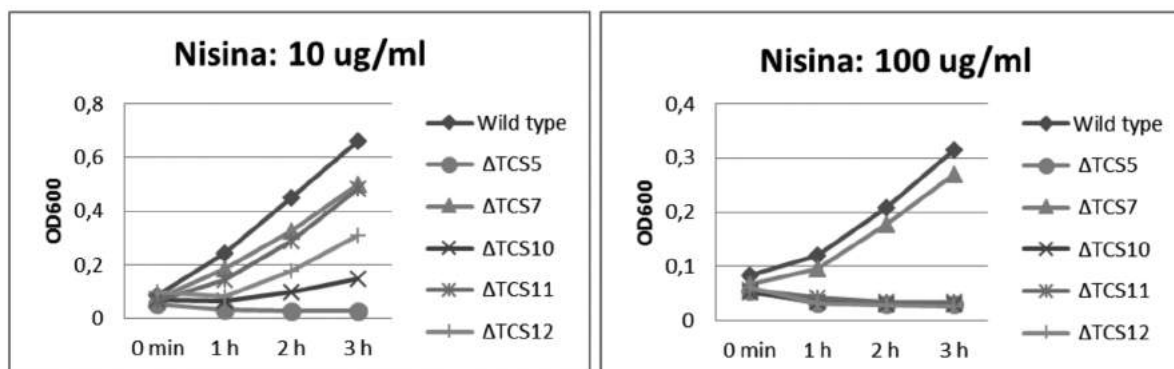 Nisina: 10 ug/ml
0,8
0,6
0,4
0,2
0
OD600
0 min
1 h
2 h
3 h
Wild type
ΔTCS5
ΔTCS7
ΔTCS10
ΔTCS11
ΔTCS12
Nisina: 100 ug/ml
0,4
0,3
0,2
0,1
0
OD600
0 min
1 h
2 h
3 h
Wild type
ΔTCS5
ΔTCS7
ΔTCS10
ΔTCS11
ΔTCS12